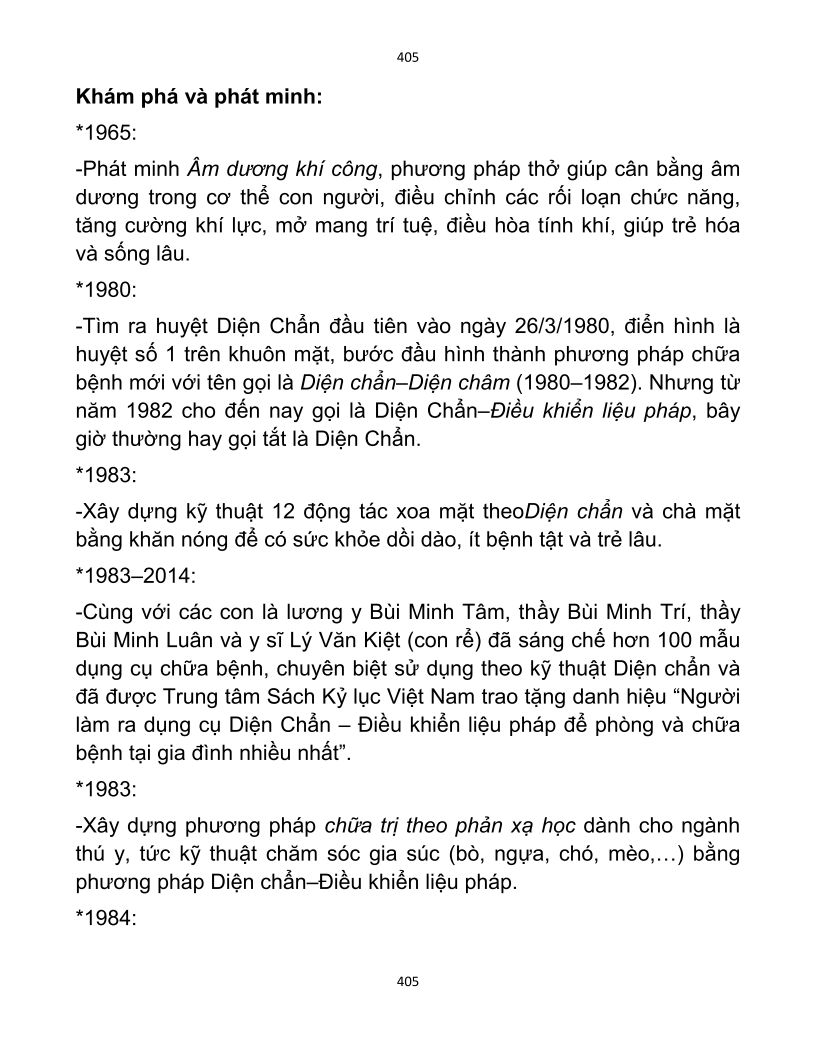 405
Khám phá và phát minh:
*1965:
-Phát minh Âm dương khí công, phương pháp thở giúp cân bằng âm
dương trong cơ thể con người, điều chỉnh các rối loạn chức năng,
tăng cường khí lực, mở mang trí tuệ, điều hòa tính khí, giúp trẻ hóa
và sống lâu.
*1980:
-Tìm ra huyệt Diện Chẩn đầu tiên vào ngày 26/3/1980, điển hình là
huyệt số 1 trên khuôn mặt, bước đầu hình thành phương pháp chữa
bệnh mới với tên gọi là Diện chẩn–Diện châm (1980–1982). Nhưng từ
năm 1982 cho đến nay gọi là Diện Chẩn–Điều khiển liệu pháp, bây
giờ thường hay gọi tắt là Diện Chẩn.
*1983:
-Xây dựng kỹ thuật 12 động tác xoa mặt theoDiện chẩn và chà mặt
bằng khăn nóng để có sức khỏe dồi dào, ít bệnh tật và trẻ lâu.
*1983–2014:
-Cùng với các con là lương y Bùi Minh Tâm, thầy Bùi Minh Trí, thầy
Bùi Minh Luân và y sĩ Lý Văn Kiệt (con rể) đã sáng chế hơn 100 mẫu
dụng cụ chữa bệnh, chuyên biệt sử dụng theo kỹ thuật Diện chẩn và
đã được Trung tâm Sách Kỷ lục Việt Nam trao tặng danh hiệu “Người
làm ra dụng cụ Diện Chẩn – Điều khiển liệu pháp để phòng và chữa
bệnh tại gia đình nhiều nhất”.
*1983:
-Xây dựng phương pháp chữa trị theo phản xạ học dành cho ngành
thú y, tức kỹ thuật chăm sóc gia súc (bò, ngựa, chó, mèo,…) bằng
phương pháp Diện chẩn–Điều khiển liệu pháp.
*1984:
405